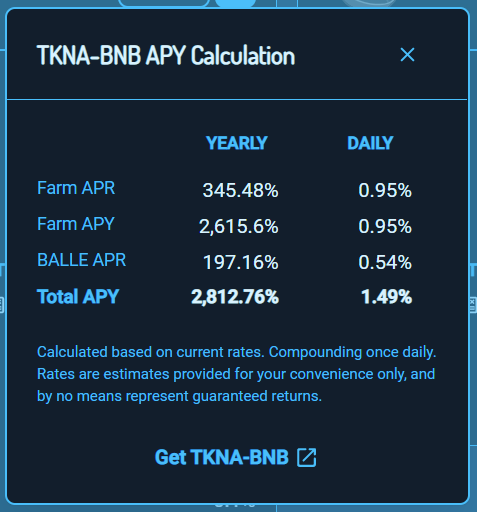 TKNA-BNB APY Calculation
YEARLY DAILY
Farm APR 345.48% 0.95%
Farm APY 2,615.6% 0.95%
BALLE APR 197.16% 0.54%
Total APY 2,812.76% 1.49%
Calculated based on current rates. Compounding once daily.
Rates are estimates provided for your convenience only, and
by no means represent guaranteed returns.
Get TKNA-BNB